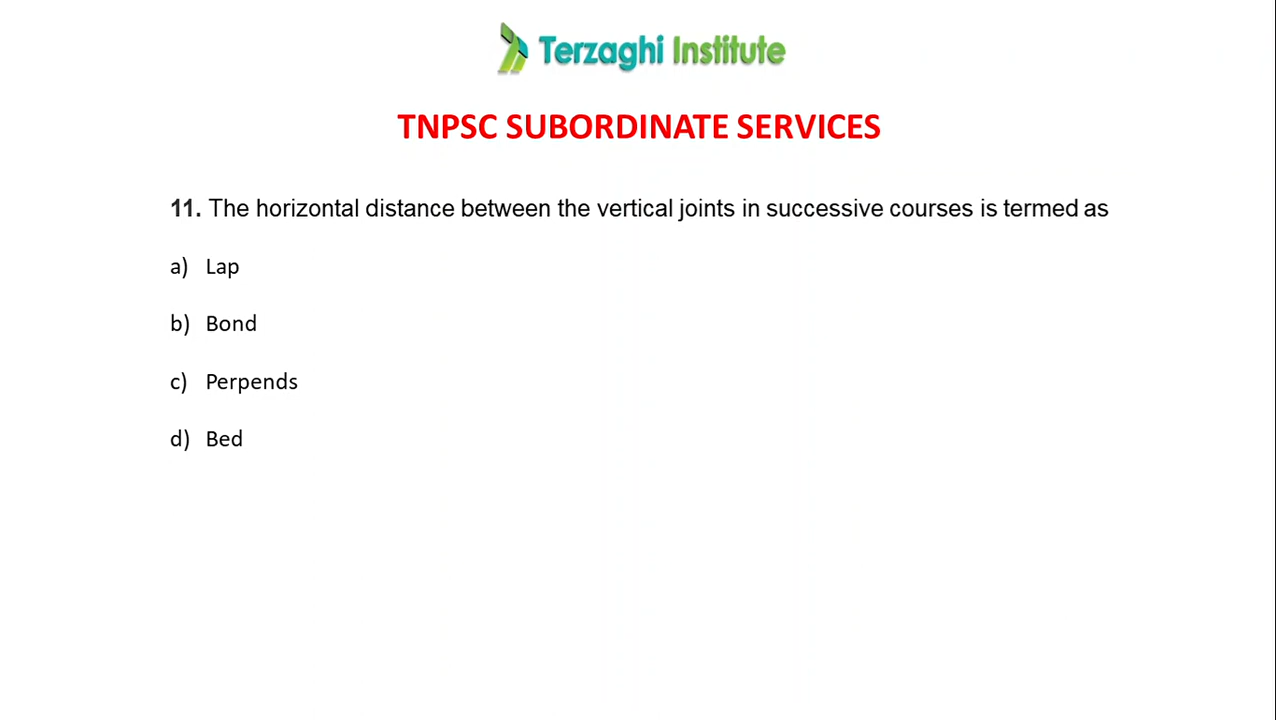 Terzaghi Institute
TNPSC SUBORDINATE SERVICES
11. The horizontal distance between the vertical joints in successive courses is termed as
a) Lap
b) Bond
c) Perpends
d) Bed